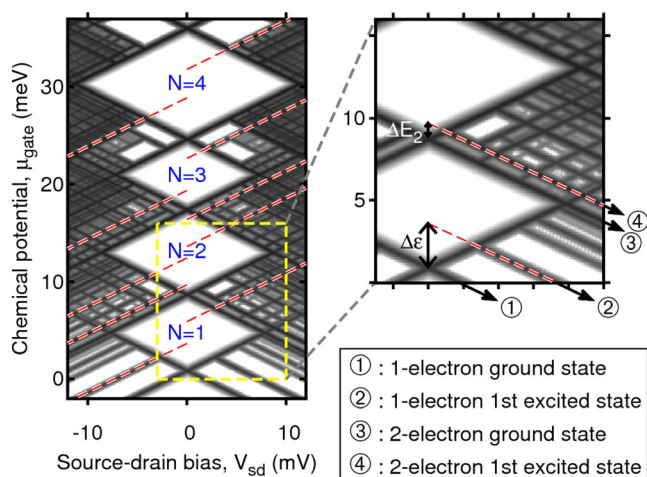 Chemical potential, μgate (meV)
30
20
10
0
N=4
N=3
N=2
N=1
-10
0
10
Source-drain bias, Vsd (mV)
10
5
ΔE2
Δε
④
③
①
②
① : 1-electron ground state
② : 1-electron 1st excited state
③ : 2-electron ground state
④ : 2-electron 1st excited state